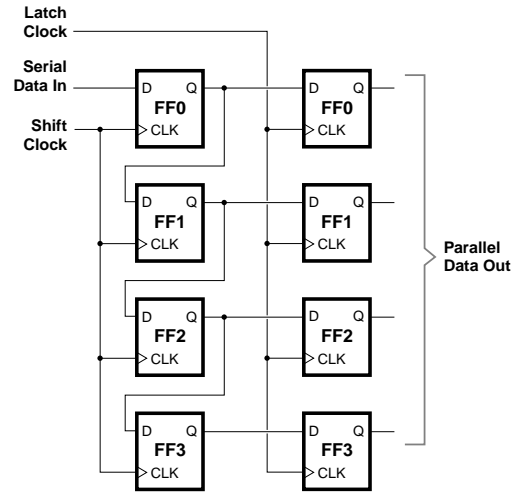 Latch
Clock
Serial
Data In
D Q D Q
FF0 FF0
Shift
Clock
CLK CLK
D Q D Q
FF1 FF1
CLK CLK
Parallel
Data Out
D Q D Q
FF2 FF2
CLK CLK
D Q D Q
FF3 FF3
CLK CLK